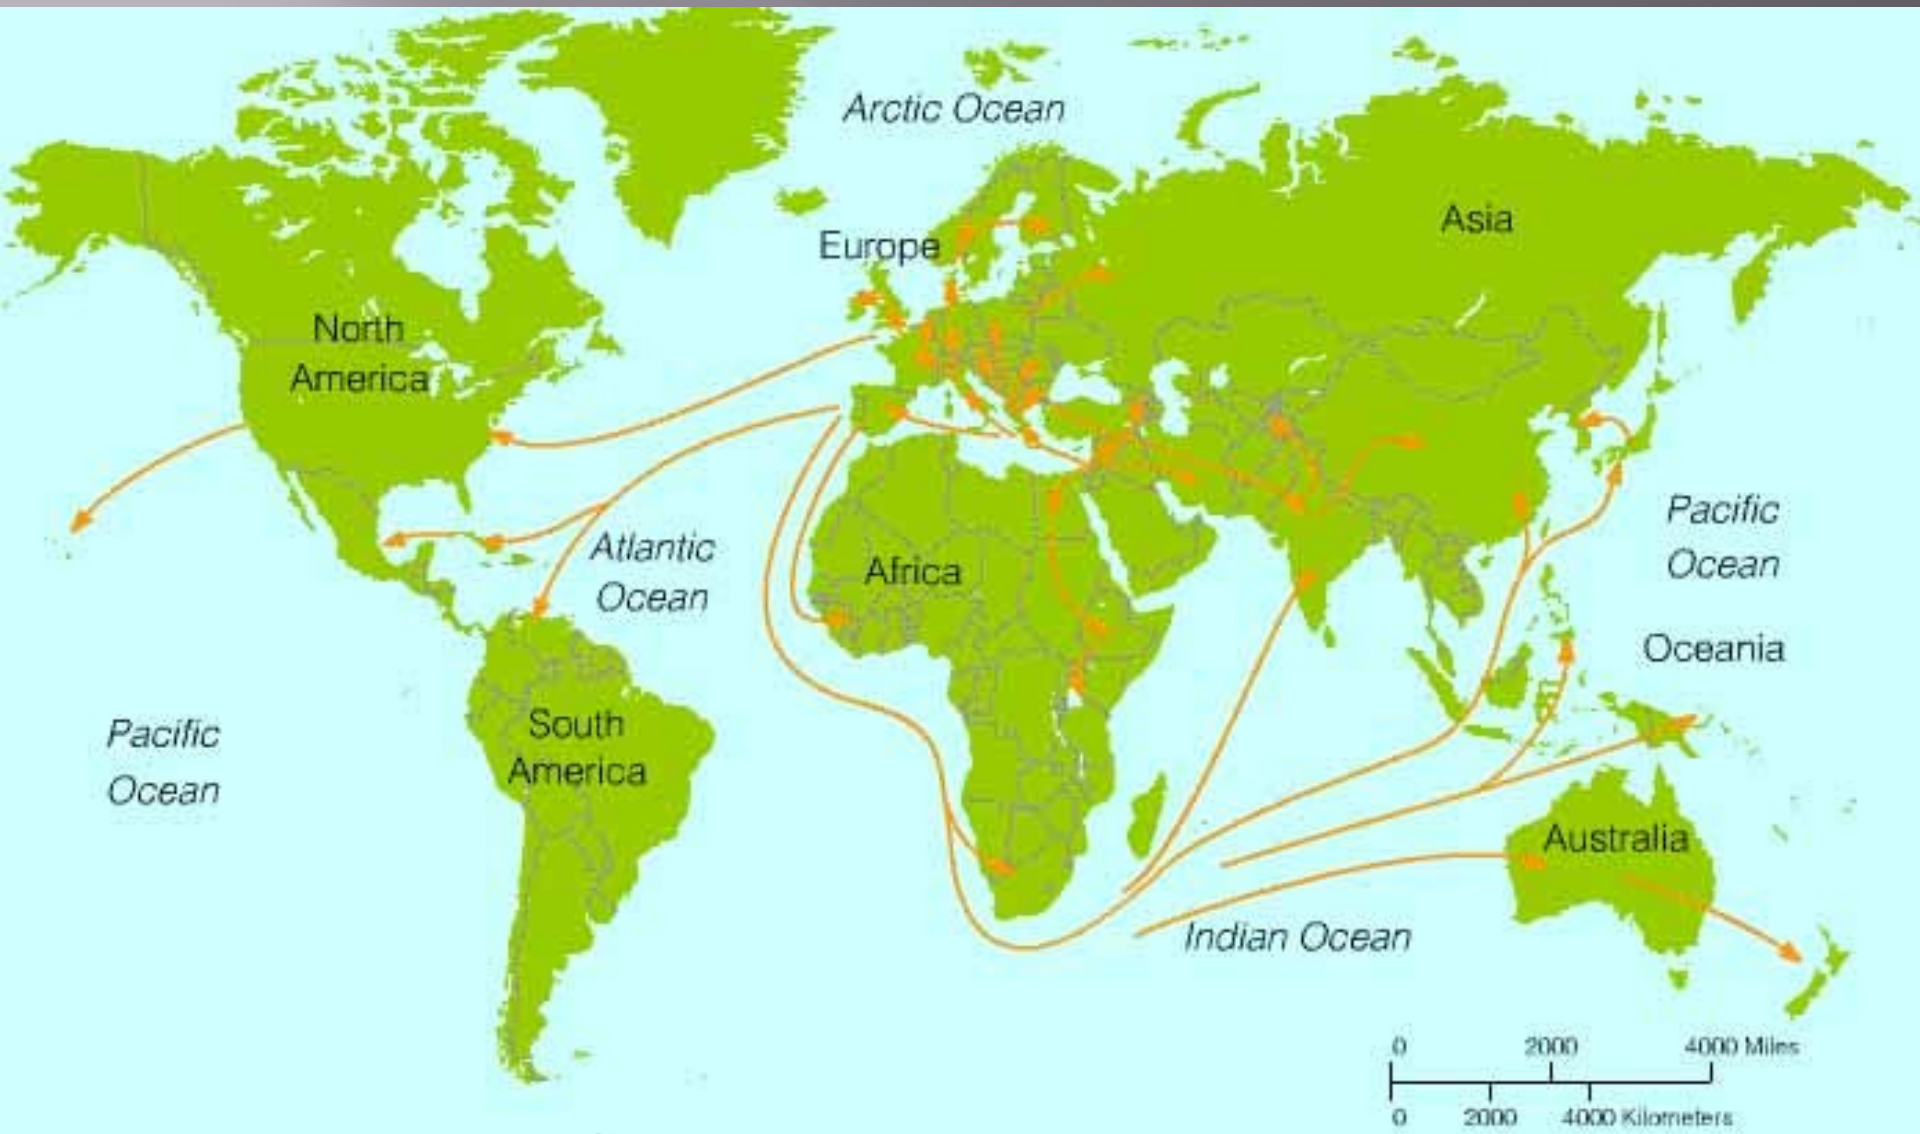 Arctic Ocean
Asia
Europe
North
America
Pacific
Ocean
Atlantic
Ocean
Africa
Oceania
South
America
Pacific
Ocean
Australia
Indian Ocean
0 2000 4000 Miles
0 2000 4000 Kilometers